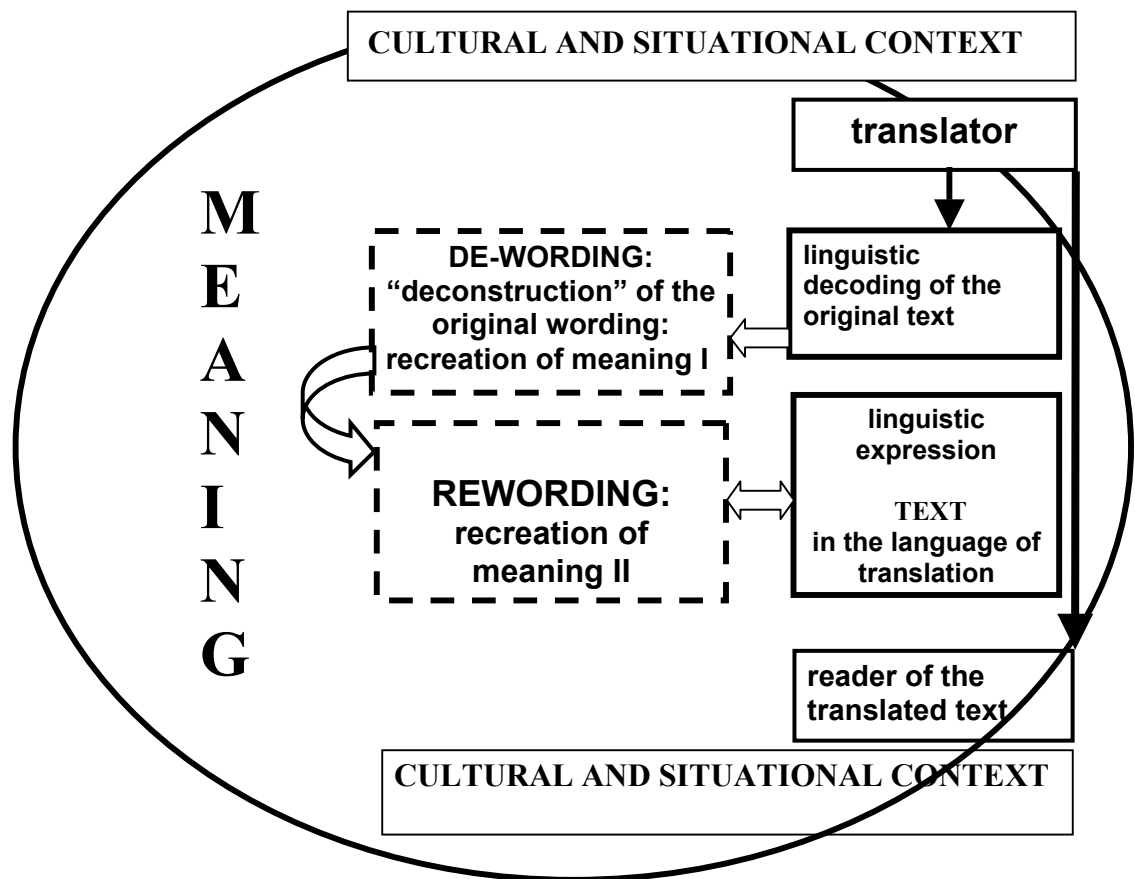 CULTURAL AND SITUATIONAL CONTEXT
translator
MEANING
DE-WORDING:
“deconstruction” of the
original wording:
recreation of meaning I
linguistic
decoding of the
original text
REWORDING:
recreation of
meaning II
linguistic
expression
TEXT
in the language of
translation
reader of the
translated text
CULTURAL AND SITUATIONAL CONTEXT